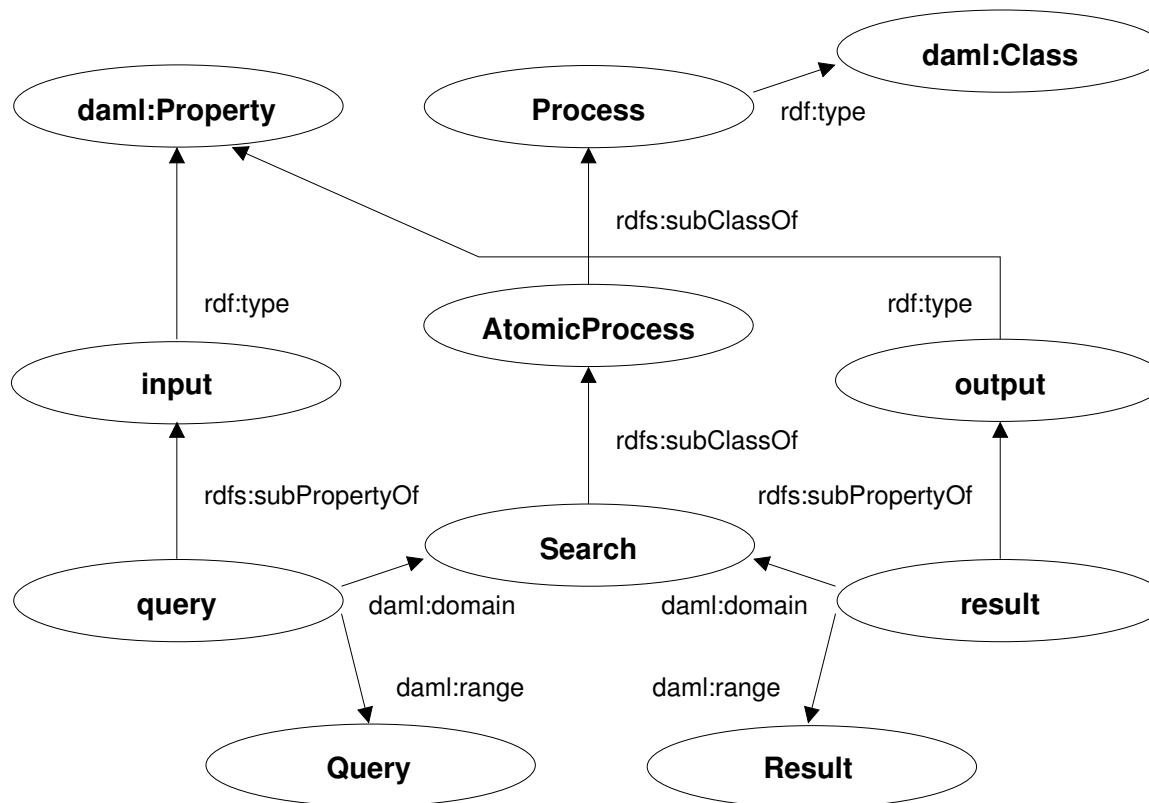 daml:Class
daml:Property
Process
rdf:type
rdfs:subClassOf
rdf:type
AtomicProcess
rdf:type
input
output
rdfs:subClassOf
rdfs:subPropertyOf
rdfs:subPropertyOf
Search
query
daml:domain
daml:domain
result
daml:range
daml:range
Query
Result